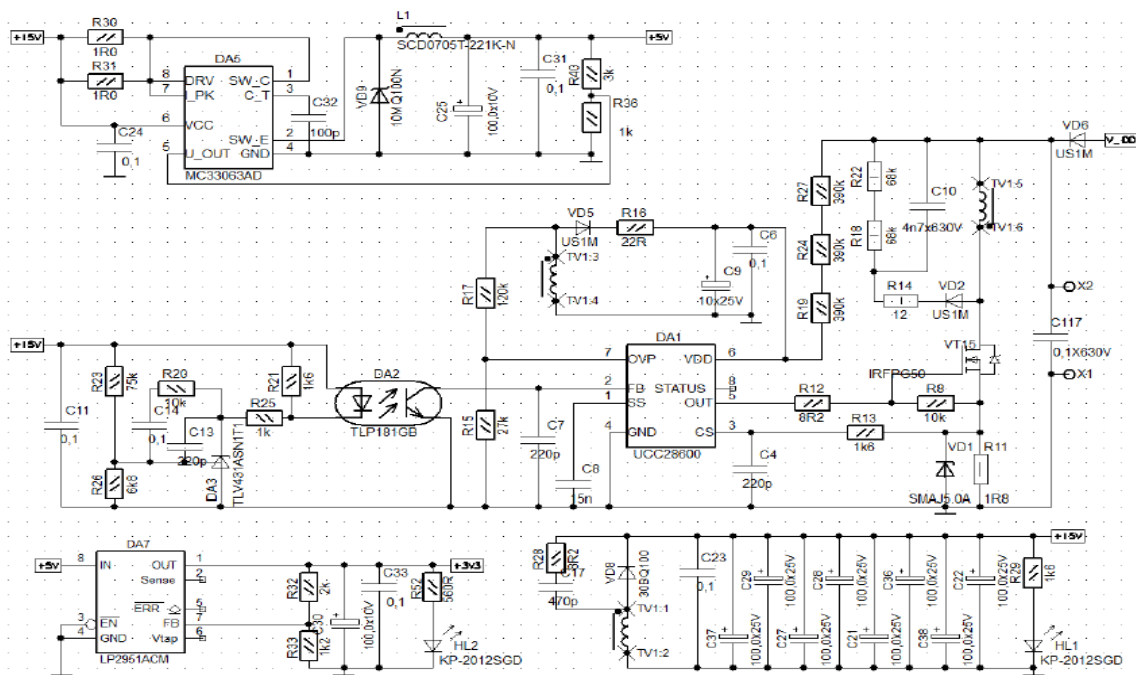 +15V
R30
1R0
R31
1R0
C24
0,1
DA5
8 DRV SW_C 1
7 I_PK C_T 3
6 VCC
SW_E 2
5 U_OUT GND 4
MC33063AD
C32
100p
VD9
10MQ100N
L1
SCD0705T-221K-N
C25
100,0x10V
C31
0,1
R40
3k
R36
1k
+5V
VD6
US1M
R27
390k
R24
390k
R19
390k
R22
68k
R18
68k
C10
4n7x630V
TV1:5
TV1:6
R14
12
VD2
US1M
X2
C117
0,1X630V
X1
VT15
IRFPG50
VD5
US1M
R16
22R
TV1:3
TV1:4
C9
10x25V
C6
0,1
R17
120k
R15
27k
DA1
7 OVP VDD 6
2 FB STATUS 8
1 SS OUT 5
4 GND CS 3
UCC28600
R12
8R2
R8
10k
R13
1k6
VD1
SMAJ5.0A
R11
1R8
C4
220p
C7
220p
C8
15n
+15V
C11
0,1
R23
75k
R26
6k8
R20
10k
C14
0,1
C13
220p
R25
1k
R21
1k6
DA2
TLP181GB
DA3
TLV431ASN1T1
+5V
DA7
8 IN OUT 1
Sense 2
ERR 5
3 EN FB 7
4 GND Vtap 6
LP2951ACM
R32
2k
R33
1k2
C30
100,0x10V
C33
0,1
R52
560R
+3V3
HL2
KP-2012SGD
R28
C17
470p
VD8
30BQ100
TV1:1
TV1:2
C23
0,1
C29
100,0x25V
C28
100,0x25V
C36
100,0x25V
C22
100,0x25V
C37
100,0x25V
C27
100,0x25V
C21
100,0x25V
C38
100,0x25V
+15V
R29
1k6
HL1
KP-2012SGD